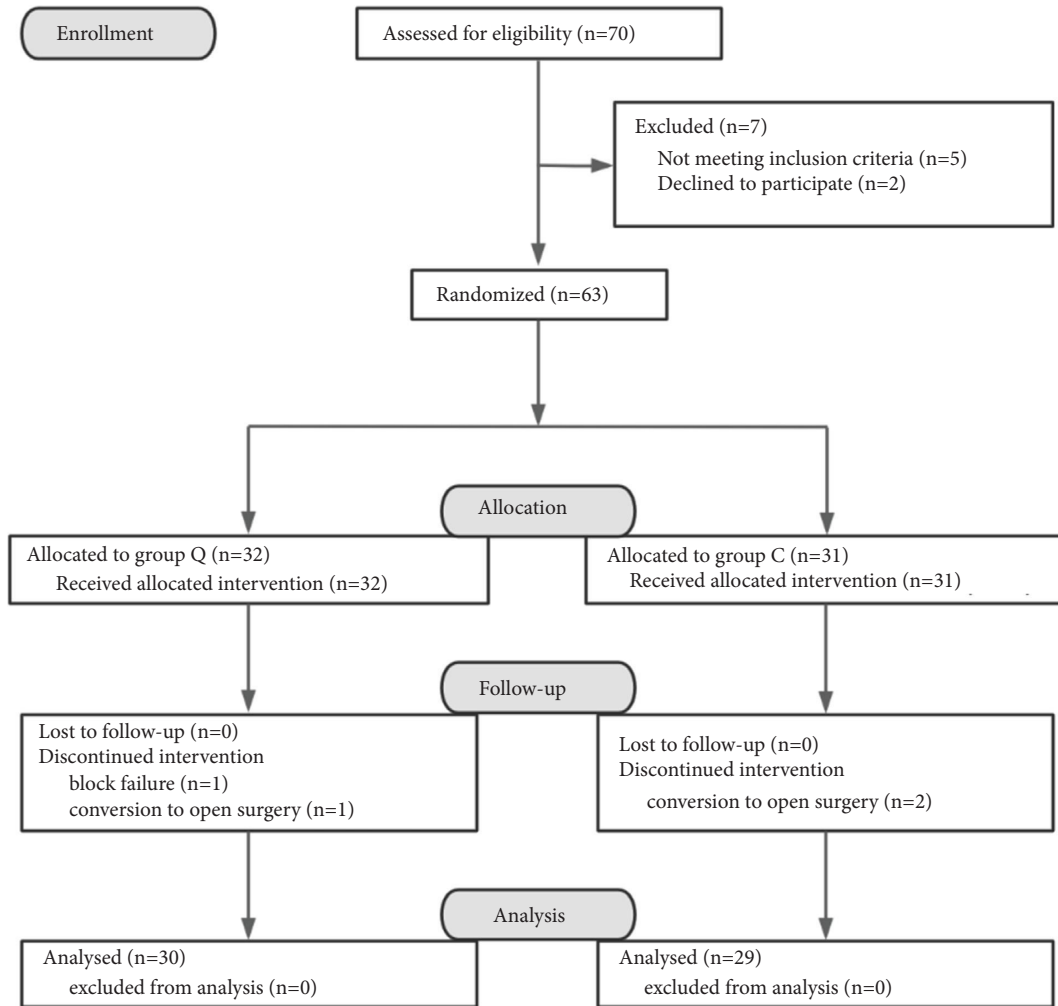 Enrollment
Assessed for eligibility (n=70)
Excluded (n=7)
Not meeting inclusion criteria (n=5)
Declined to participate (n=2)
Randomized (n=63)
Allocation
Allocated to group Q (n=32)
Received allocated intervention (n=32)
Allocated to group C (n=31)
Received allocated intervention (n=31)
Follow-up
Lost to follow-up (n=0)
Discontinued intervention
block failure (n=1)
conversion to open surgery (n=1)
Lost to follow-up (n=0)
Discontinued intervention
conversion to open surgery (n=2)
Analysis
Analysed (n=30)
excluded from analysis (n=0)
Analysed (n=29)
excluded from analysis (n=0)